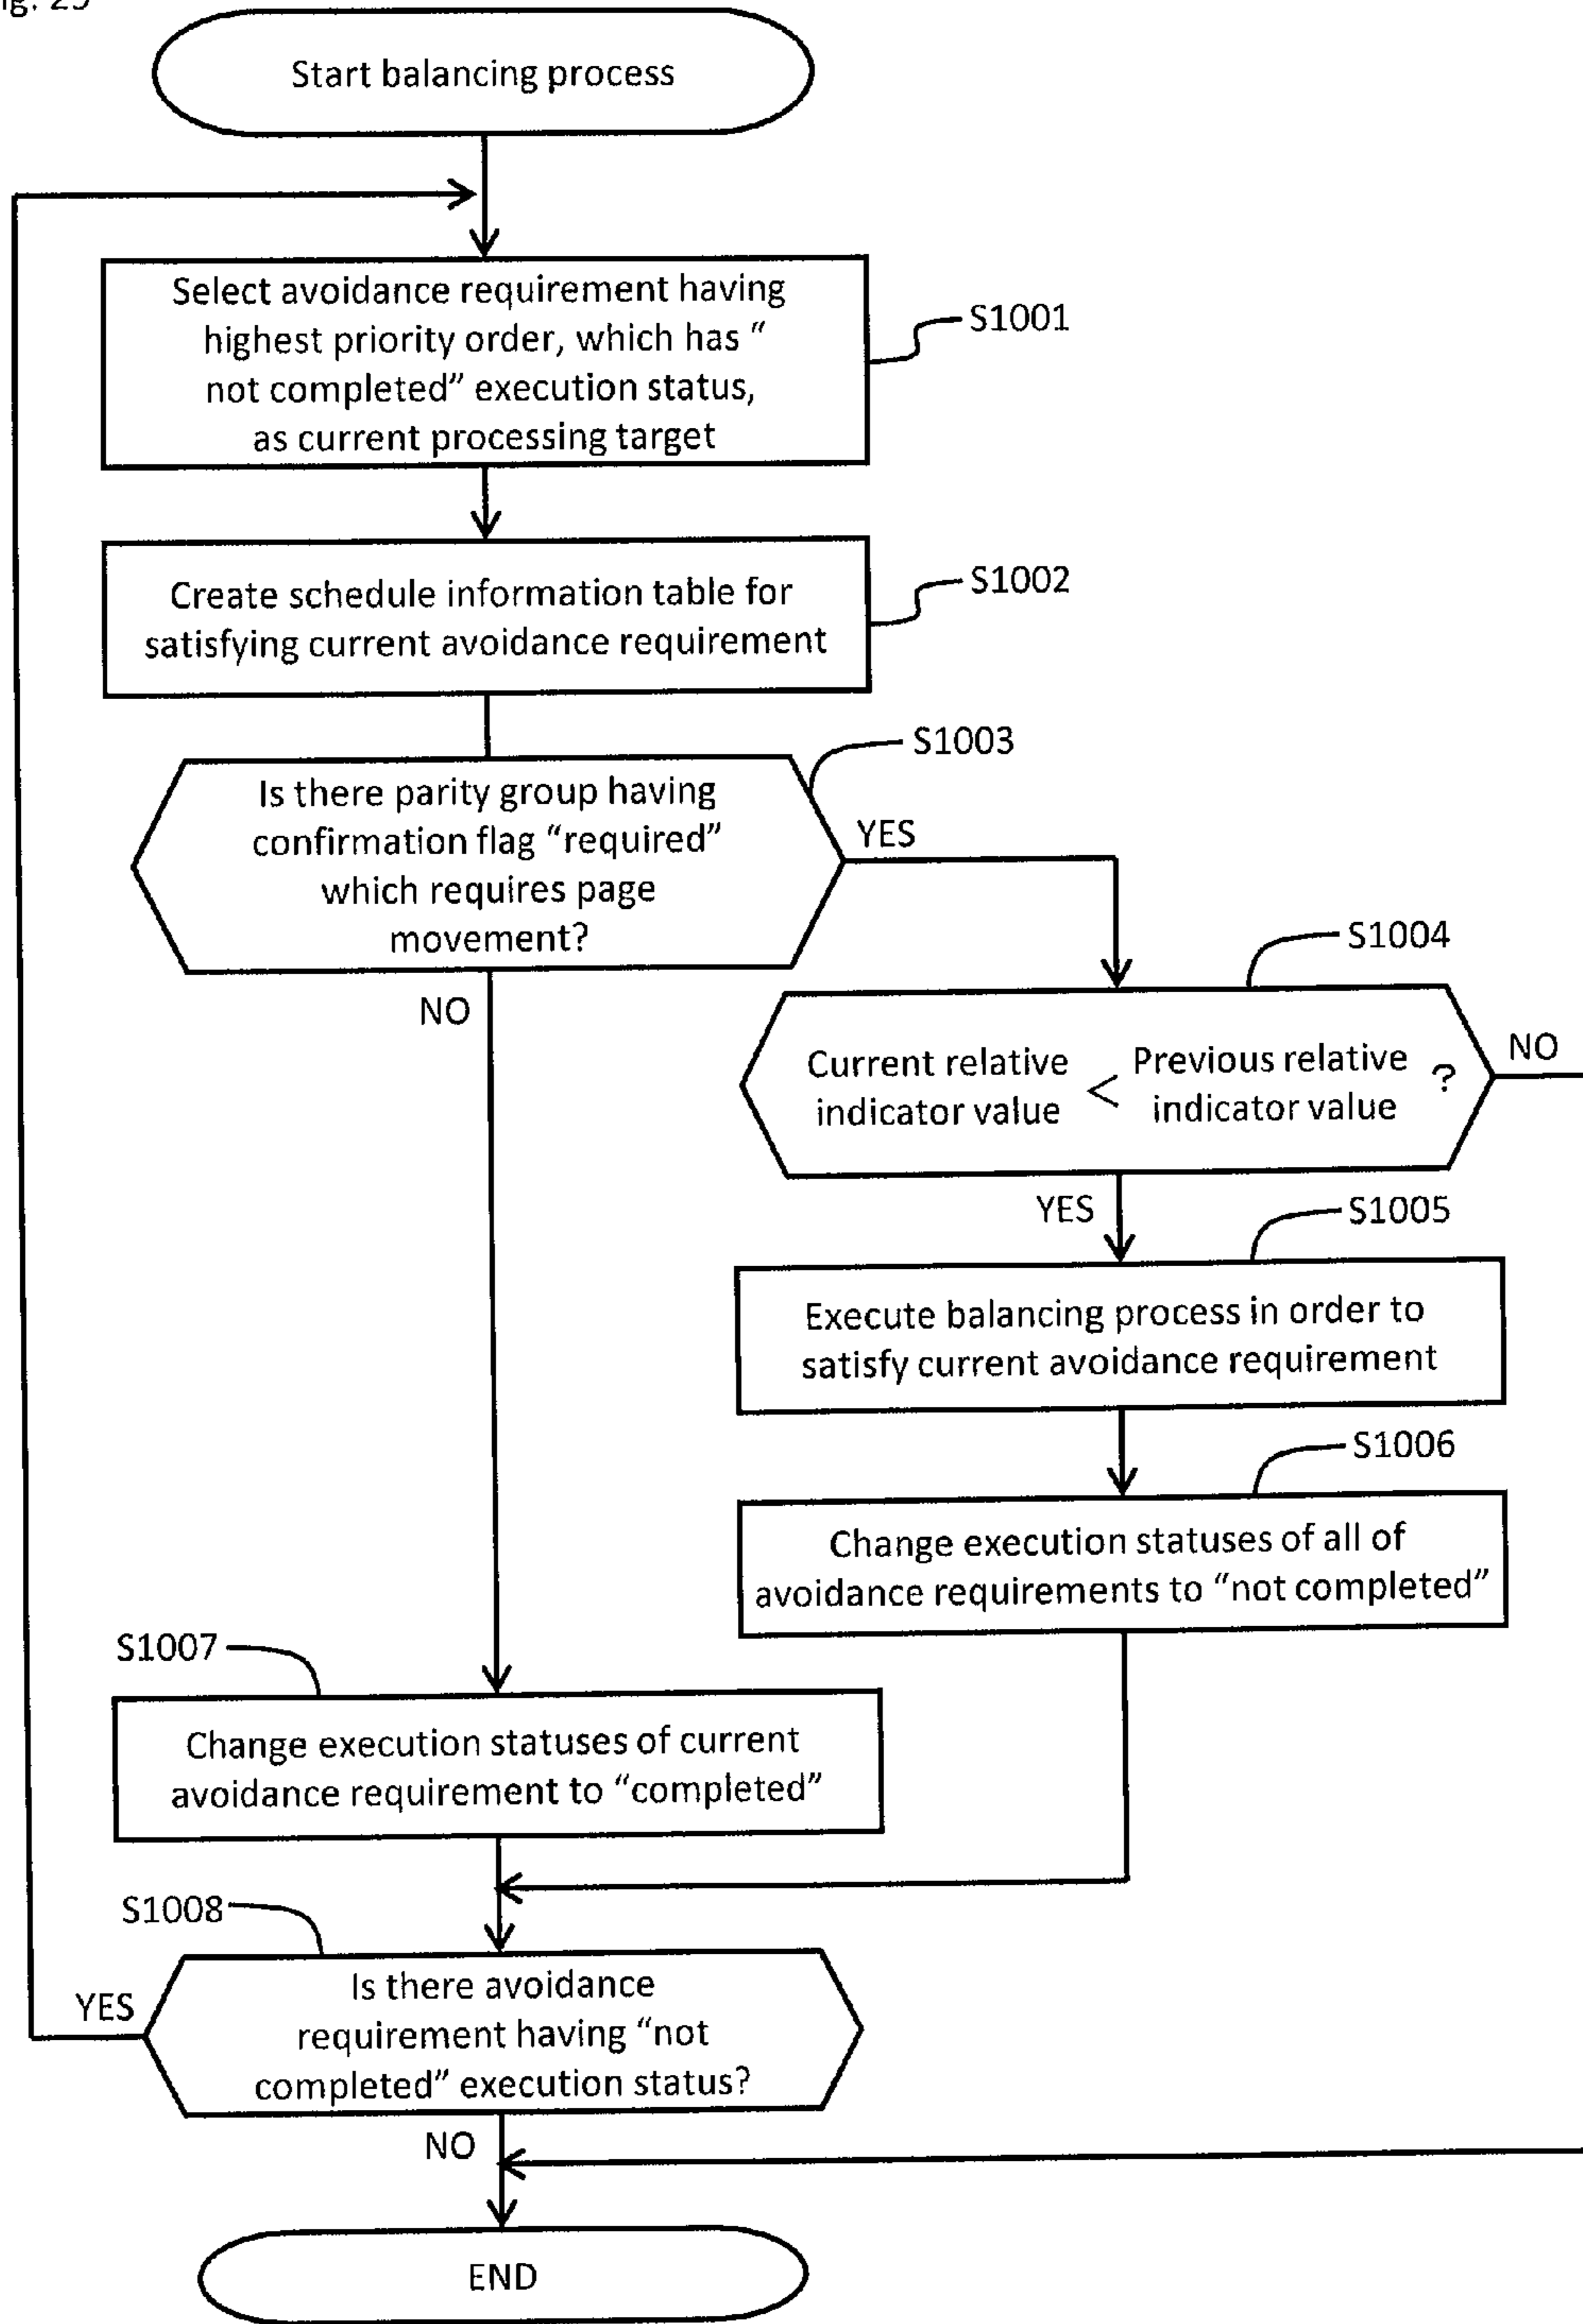 Start balancing process
Select avoidance requirement having
highest priority order, which has “
not completed” execution status,
as current processing target
S1001
Create schedule information table for
satisfying current avoidance requirement
S1002
S1003
Is there parity group having
confirmation flag “required”
which requires page
movement?
YES
NO
S1004
Current relative
indicator value
<
Previous relative
indicator value
?
NO
YES
S1005
Execute balancing process in order to
satisfy current avoidance requirement
S1006
Change execution statuses of all of
avoidance requirements to “not completed”
S1007
Change execution statuses of current
avoidance requirement to “completed”
S1008
Is there avoidance
requirement having “not
completed” execution status?
YES
NO
END